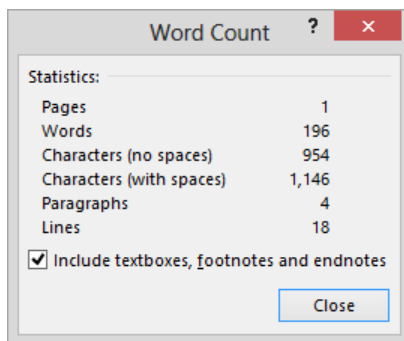 Word Count ?
Statistics:
Pages 1
Words 196
Characters (no spaces) 954
Characters (with spaces) 1,146
Paragraphs 4
Lines 18
Include textboxes, footnotes and endnotes
Close